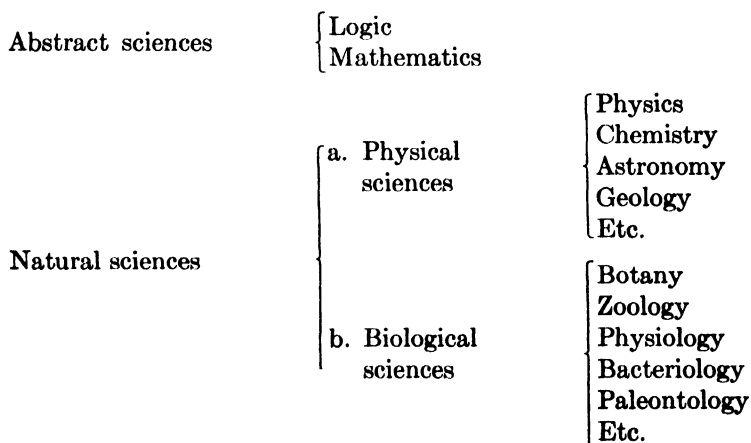 Abstract sciences
Logic
Mathematics
Natural sciences
a. Physical
sciences
Physics
Chemistry
Astronomy
Geology
Etc.
b. Biological
sciences
Botany
Zoology
Physiology
Bacteriology
Paleontology
Etc.